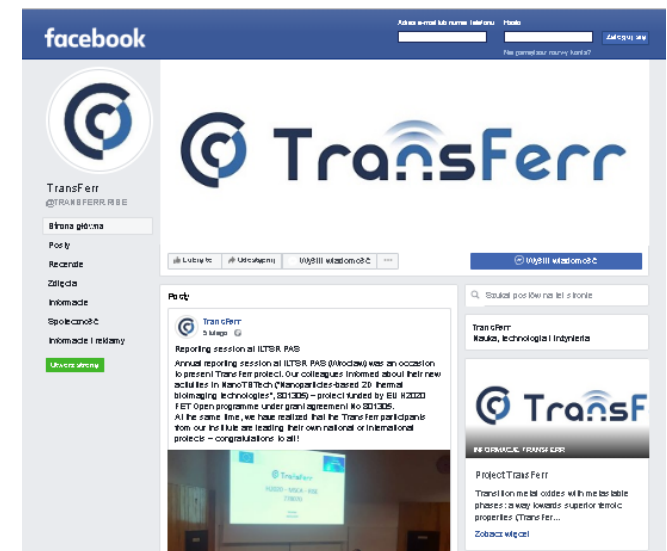 facebook
Adres e-mail lub numer telefonu
Hasło
Zaloguj się
Nie pamiętasz nazwy konta?
TransFerr
TransFerr
@TRANSFERR.RISE
Strona główna
Posty
Recenzje
Zdjęcia
Informacje
Społeczność
Informacje i reklamy
Utwórz stronę
Lubię to
Udostępnij
Wyślij wiadomość
Wyślij wiadomość
Posty
TransFerr
5 lutego
Reporting session at ILTSR PAS
Annual reporting session at ILTSR PAS (Wroclaw) was an occasion
to present TransFerr project. Our colleagues informed about their new
activities in NanoTBTech ("Nanoparticles-based 2D thermal
bioimaging technologies", 801305) – project funded by EU H2020
FET Open programme under grant agreement No 801305.
At the same time, we have realized that the TransFerr participants
from our institute are leading their own national or international
projects – congratulations to all!
TransFerr
H2020 - MSCA - RISE
Szukaj postów na tej stronie
TransFerr
Nauka, technologia i inżynieria
TransF
INFORMACJE, TRANSFERR
Project TransFerr
Transition metal oxides with metastable
phases: a way towards superior ferroic
properties (TransFer...
Zobacz więcej